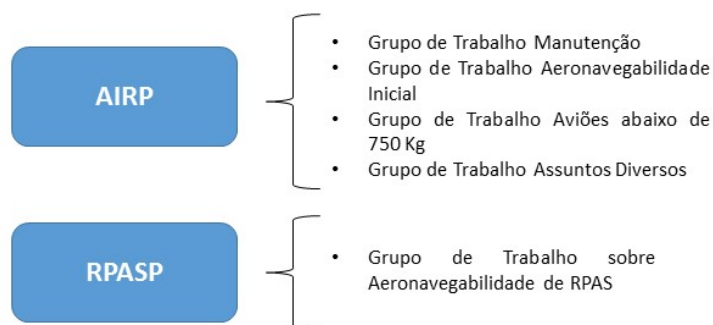 AIRP
• Grupo de Trabalho Manutenção
• Grupo de Trabalho Aeronavegabilidade
Inicial
• Grupo de Trabalho Aviões abaixo de
750 Kg
• Grupo de Trabalho Assuntos Diversos
RPASP
• Grupo de Trabalho sobre
Aeronavegabilidade de RPAS